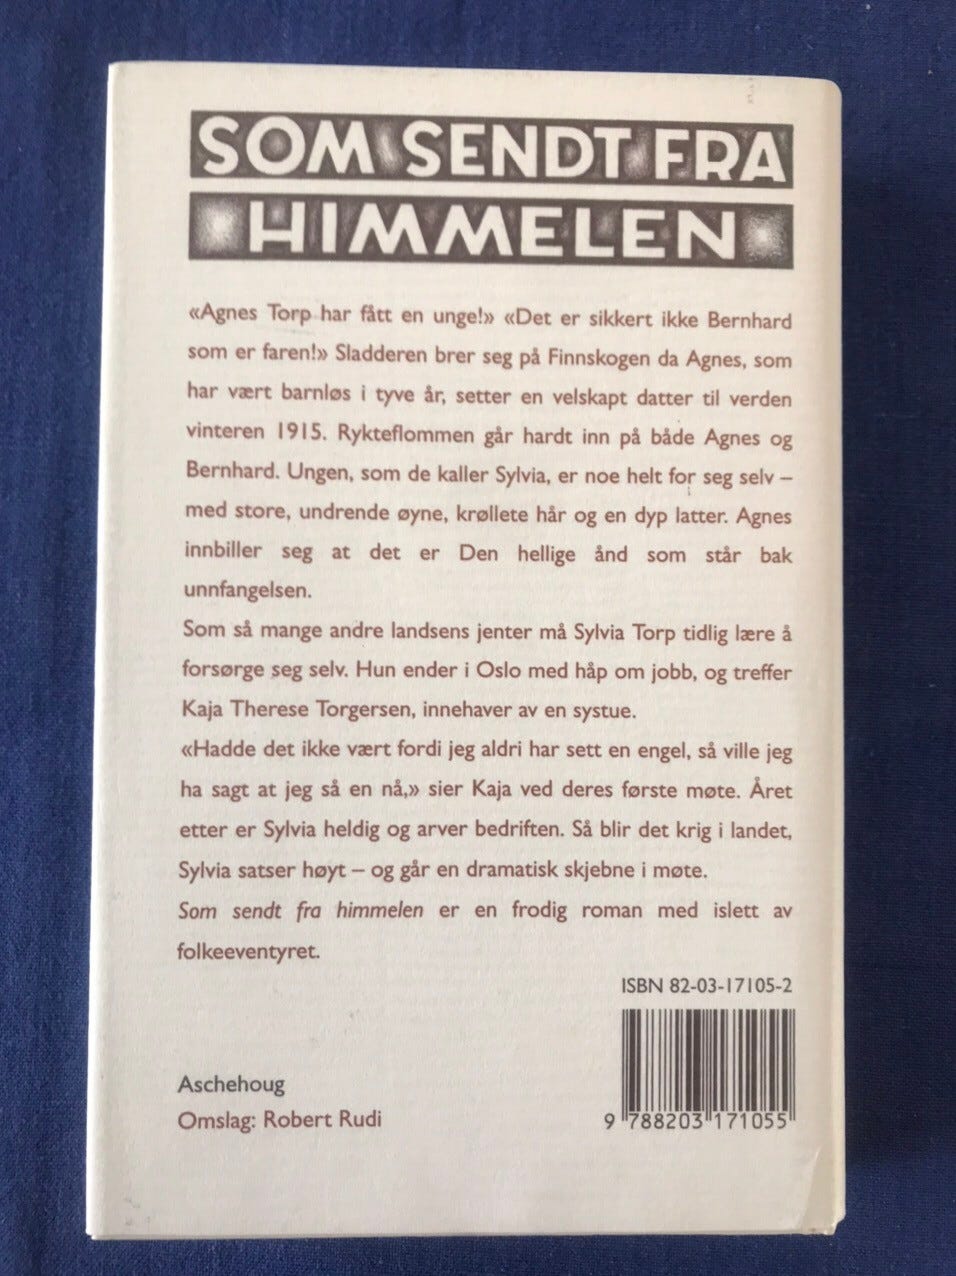 SOM SENDT FRA
HIMMELEN
«Agnes Torp har fått en unge!» «Det er sikkert ikke Bernhard
som er faren!» Sladderen brer seg på Finnskogen da Agnes, som
har vært barnløs i tyve år, setter en velskapt datter til verden
vinteren 1915. Rykteflommen går hardt inn på både Agnes og
Bernhard. Ungen, som de kaller Sylvia, er noe helt for seg selv –
med store, undrende øyne, krøllete hår og en dyp latter. Agnes
innbiller seg at det er Den hellige ånd som står bak
unnfangelsen.
Som så mange andre landsens jenter må Sylvia Torp tidlig lære å
forsørge seg selv. Hun ender i Oslo med håp om jobb, og treffer
Kaja Therese Torgersen, innehaver av en systue.
«Hadde det ikke vært fordi jeg aldri har sett en engel, så ville jeg
ha sagt at jeg så en nå,» sier Kaja ved deres første møte. Året
etter er Sylvia heldig og arver bedriften. Så blir det krig i landet,
Sylvia satser høyt – og går en dramatisk skjebne i møte.
Som sendt fra himmelen er en frodig roman med islett av
folkeeventyret.
ISBN 82-03-17105-2
Aschehoug
Omslag: Robert Rudi
9 788203 171055